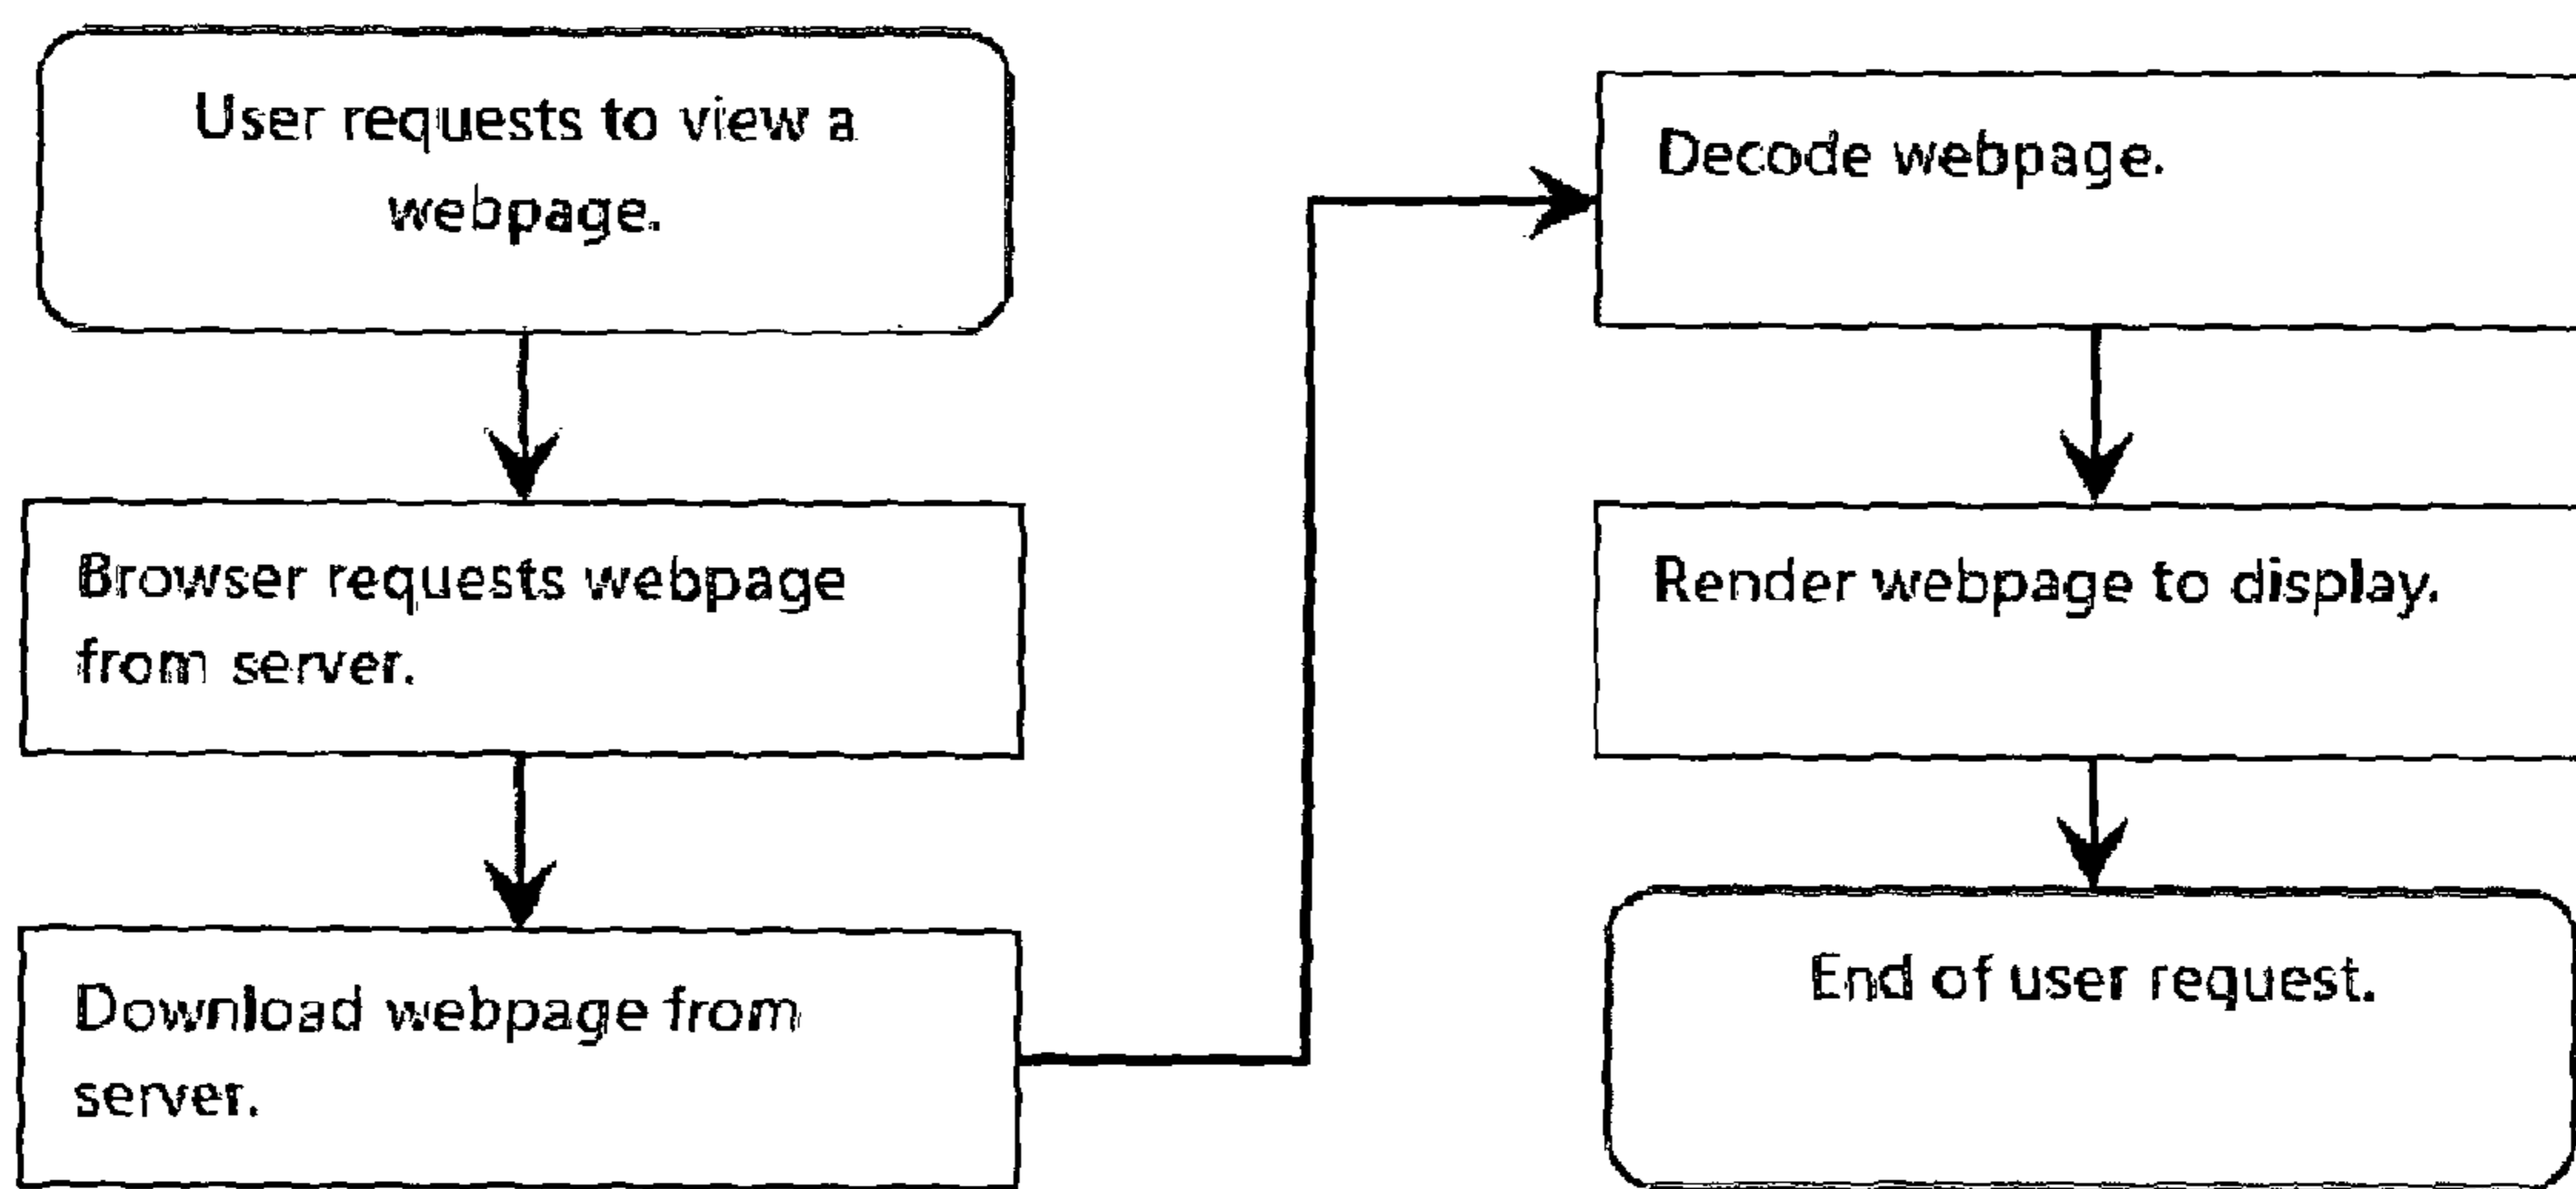 User requests to view a
webpage.
Browser requests webpage
from server.
Download webpage from
server.
Decode webpage.
Render webpage to display.
End of user request.